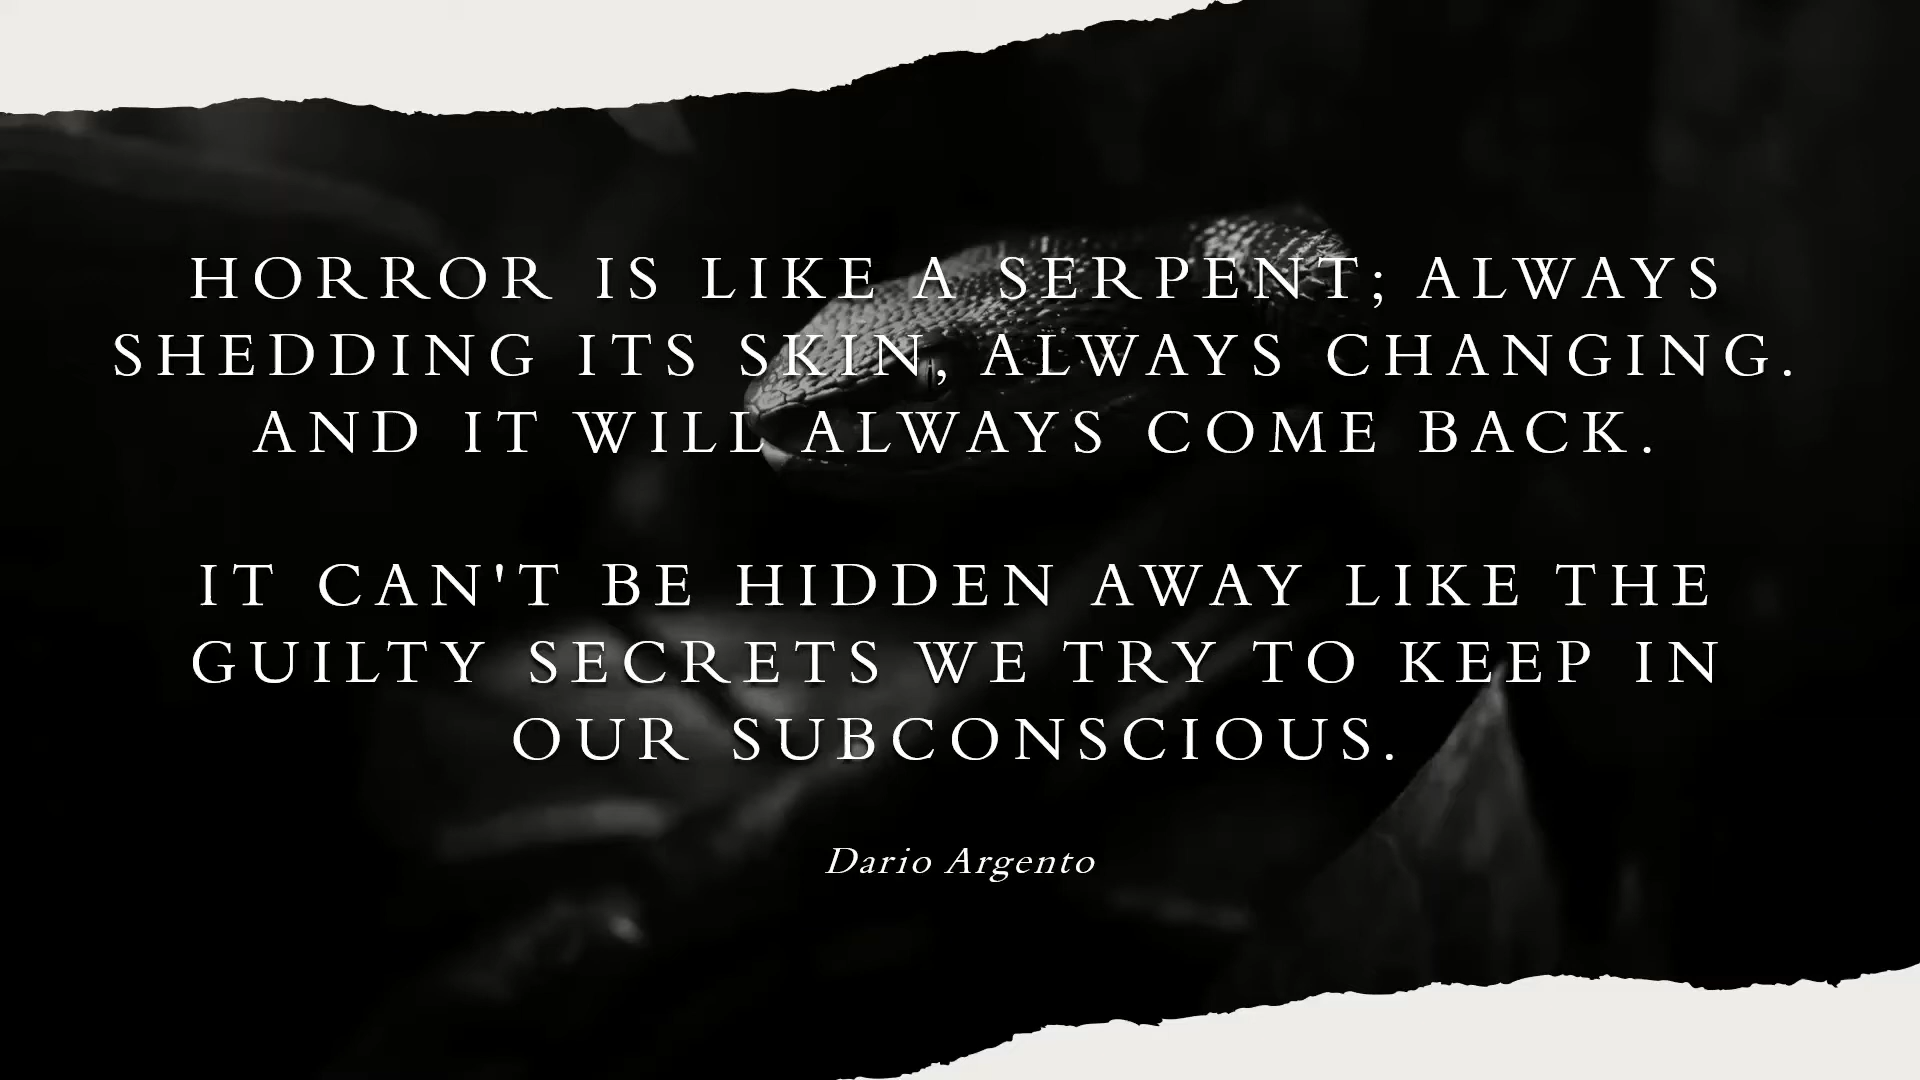 HORROR IS LIKE A SERPENT; ALWAYS
SHEDDING ITS SKIN, ALWAYS CHANGING.
AND IT WILL ALWAYS COME BACK.
IT CAN'T BE HIDDEN AWAY LIKE THE
GUILTY SECRETS WE TRY TO KEEP IN
OUR SUBCONSCIOUS.
Dario Argento